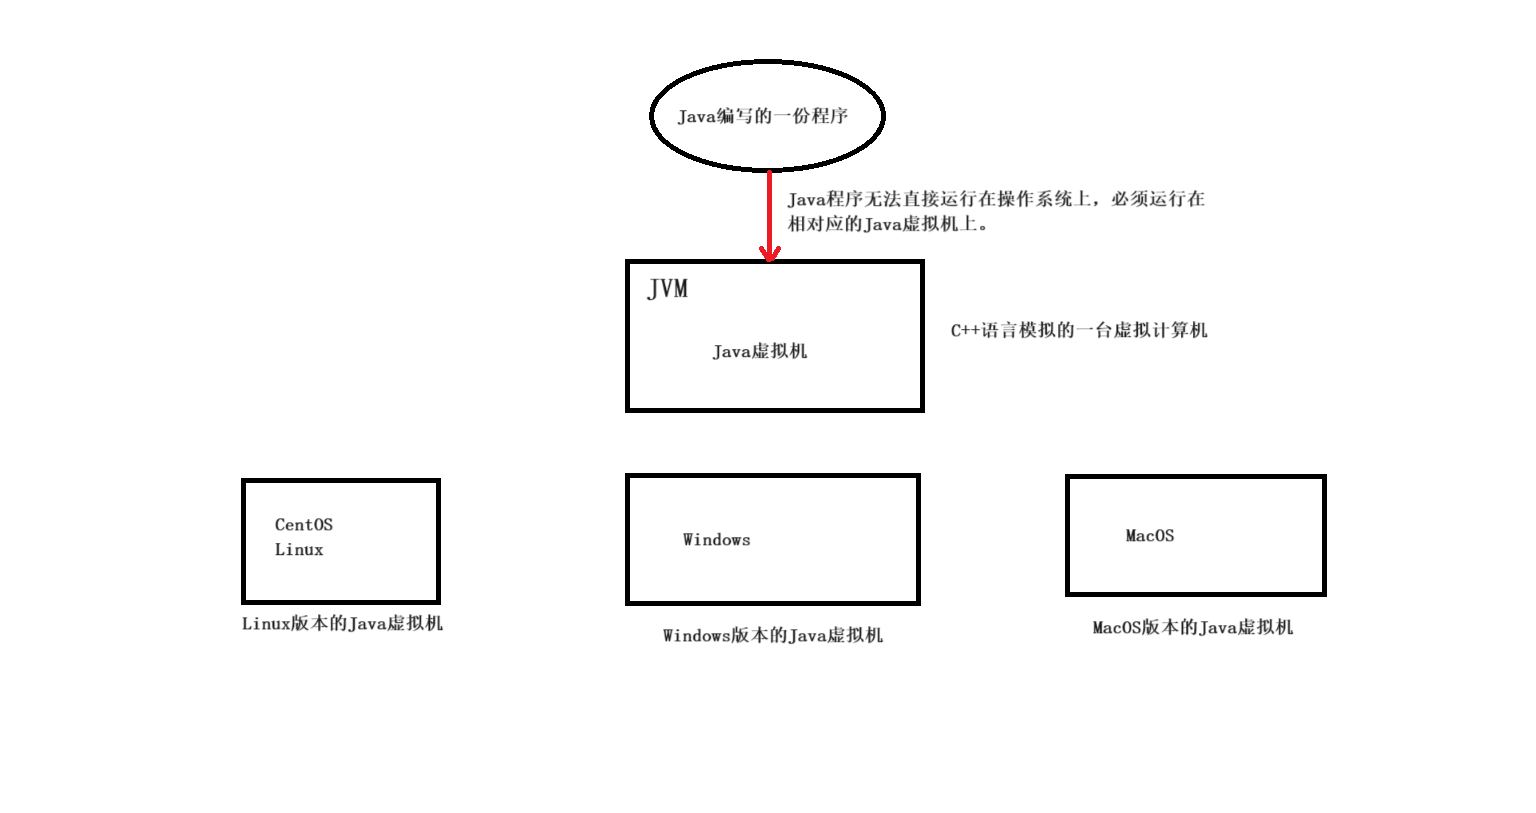 Java编写的一份程序
Java程序无法直接运行在操作系统上，必须运行在
相对应的Java虚拟机上。
JVM
Java虚拟机
C++语言模拟的一台虚拟计算机
CentOS
Linux
Windows
MacOS
Linux版本的Java虚拟机
Windows版本的Java虚拟机
MacOS版本的Java虚拟机